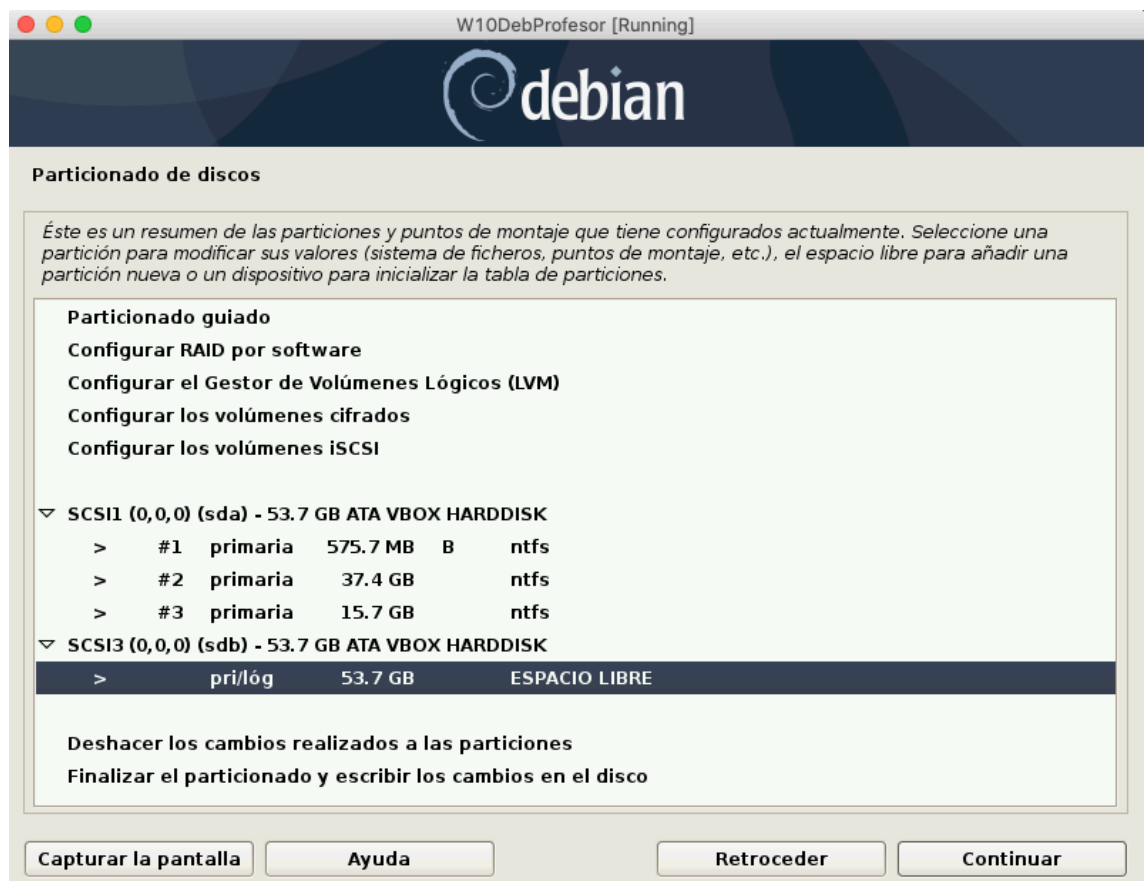 W10DebProfesor [Running]
debian
Particionado de discos
Éste es un resumen de las particiones y puntos de montaje que tiene configurados actualmente. Seleccione una
partición para modificar sus valores (sistema de ficheros, puntos de montaje, etc.), el espacio libre para añadir una
partición nueva o un dispositivo para inicializar la tabla de particiones.
Particionado guiado
Configurar RAID por software
Configurar el Gestor de Volúmenes Lógicos (LVM)
Configurar los volúmenes cifrados
Configurar los volúmenes iSCSI
SCSI1 (0,0,0) (sda) - 53.7 GB ATA VBOX HARDDISK
> #1 primaria 575.7 MB B ntfs
> #2 primaria 37.4 GB ntfs
> #3 primaria 15.7 GB ntfs
SCSI3 (0,0,0) (sdb) - 53.7 GB ATA VBOX HARDDISK
> pri/lóg 53.7 GB ESPACIO LIBRE
Deshacer los cambios realizados a las particiones
Finalizar el particionado y escribir los cambios en el disco
Capturar la pantalla Ayuda Retroceder Continuar